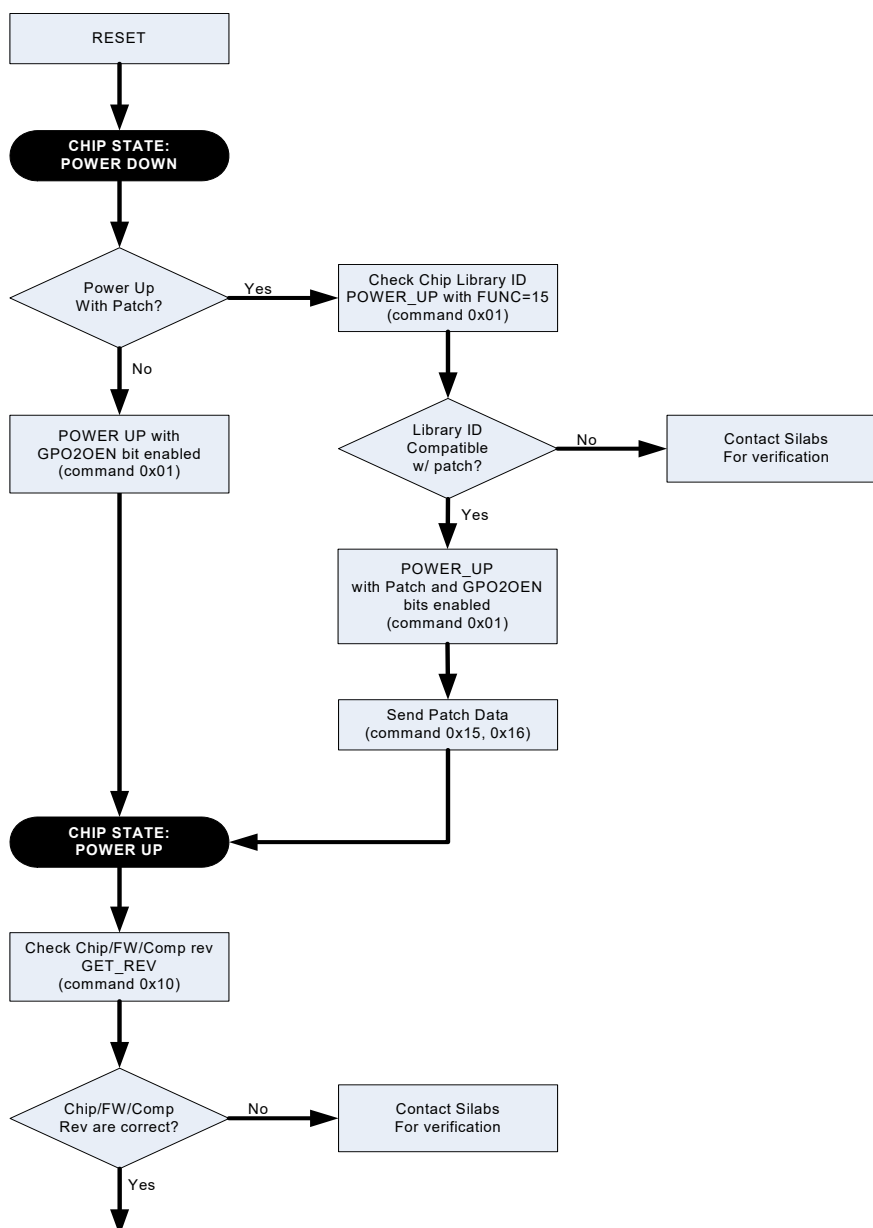 RESET
CHIP STATE:
POWER DOWN
Power Up
With Patch?
Yes
Check Chip Library ID
POWER_UP with FUNC=15
(command 0x01)
No
POWER UP with
GPO2OEN bit enabled
(command 0x01)
Library ID
Compatible
w/ patch?
No
Contact Silabs
For verification
Yes
POWER_UP
with Patch and GPO2OEN
bits enabled
(command 0x01)
Send Patch Data
(command 0x15, 0x16)
CHIP STATE:
POWER UP
Check Chip/FW/Comp rev
GET_REV
(command 0x10)
Chip/FW/Comp
Rev are correct?
No
Contact Silabs
For verification
Yes